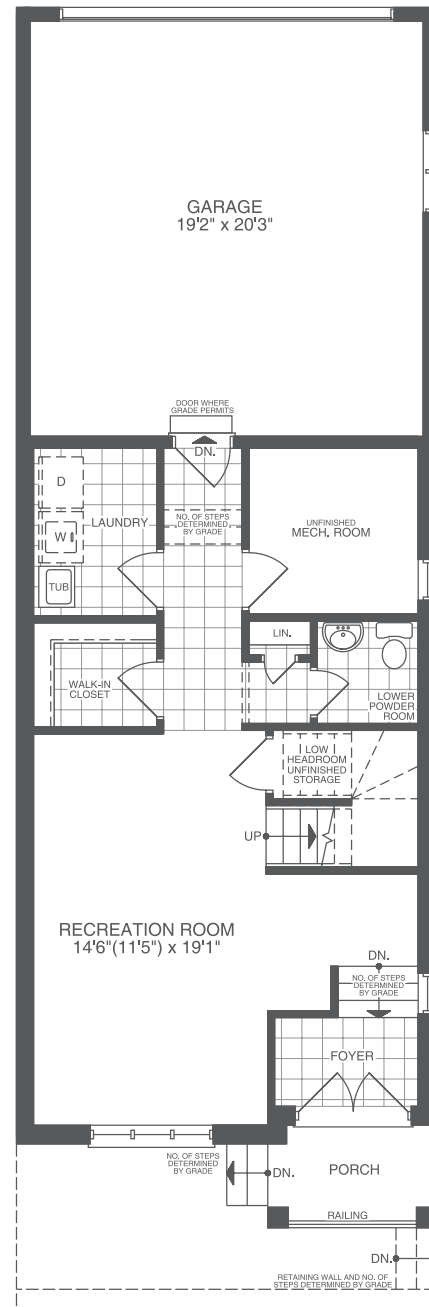 GARAGE
19'2" x 20'3"
DOOR WHERE
GRADE PERMITS
DN.
D
LAUNDRY
W
TUB
NO. OF STEPS
DETERMINED
BY GRADE
UNFINISHED
MECH. ROOM
LIN.
WALK-IN
CLOSET
LOWER
POWDER
ROOM
LOW
HEADROOM
UNFINISHED
STORAGE
UP
RECREATION ROOM
14'6"(11'5") x 19'1"
DN.
NO. OF STEPS
DETERMINED
BY GRADE
FOYER
NO. OF STEPS
DETERMINED
BY GRADE
DN.
PORCH
RAILING
DN.
RETAINING WALL AND NO. OF
STEPS DETERMINED BY GRADE